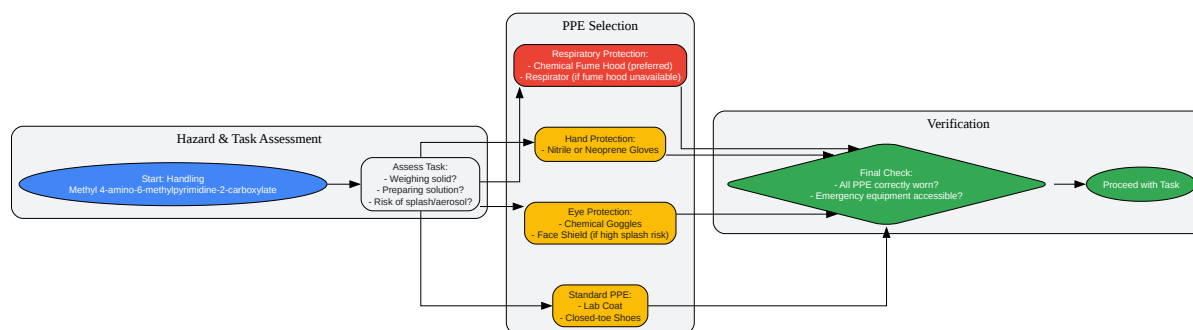 PPE Selection
Respiratory Protection:
- Chemical Fume Hood (preferred)
- Respirator (if fume hood unavailable)
Hazard & Task Assessment
Start: Handling
Methyl 4-amino-6-methylpyrimidine-2-carboxylate
Assess Task:
- Weighing solid?
- Preparing solution?
- Risk of splash/aerosol?
Hand Protection:
- Nitrile or Neoprene Gloves
Eye Protection:
- Chemical Goggles
- Face Shield (if high splash risk)
Standard PPE:
- Lab Coat
- Closed-toe Shoes
Verification
Final Check:
- All PPE correctly worn?
- Emergency equipment accessible?
Proceed with Task